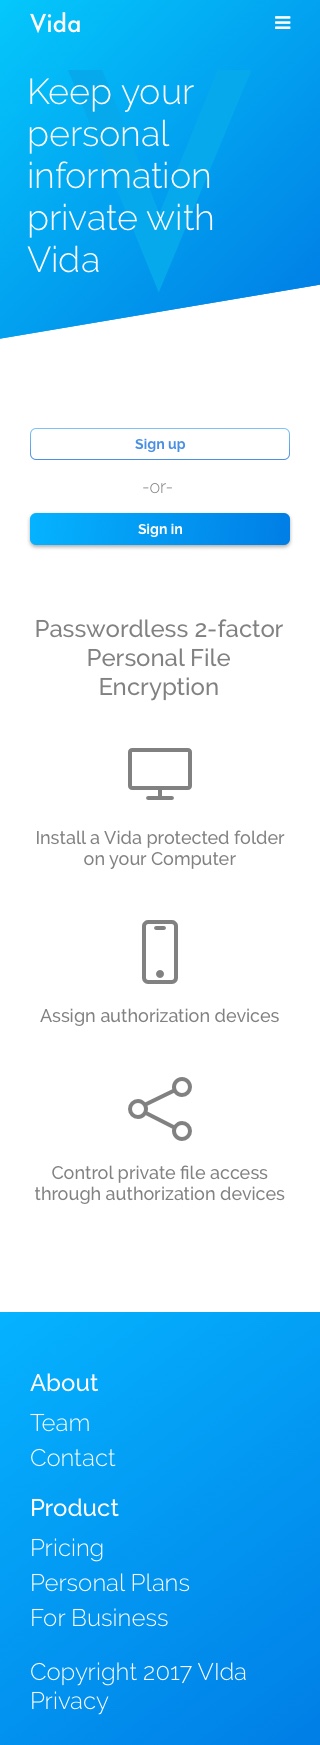 Vida
Keep your
personal
information
private with
Vida
Sign up
-or-
Sign in
Passwordless 2-factor
Personal File
Encryption
Install a Vida protected folder
on your Computer
Assign authorization devices
Control private file access
through authorization devices
About
Team
Contact
Product
Pricing
Personal Plans
For Business
Copyright 2017 VIda
Privacy